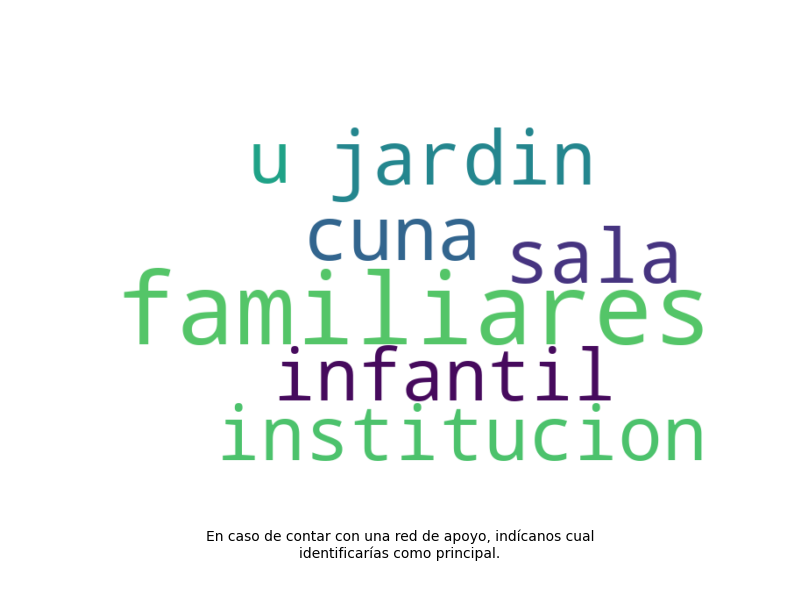 u jardin
cuna sala
familiares
infantil
institucion
En caso de contar con una red de apoyo, indícanos cual
identificarías como principal.